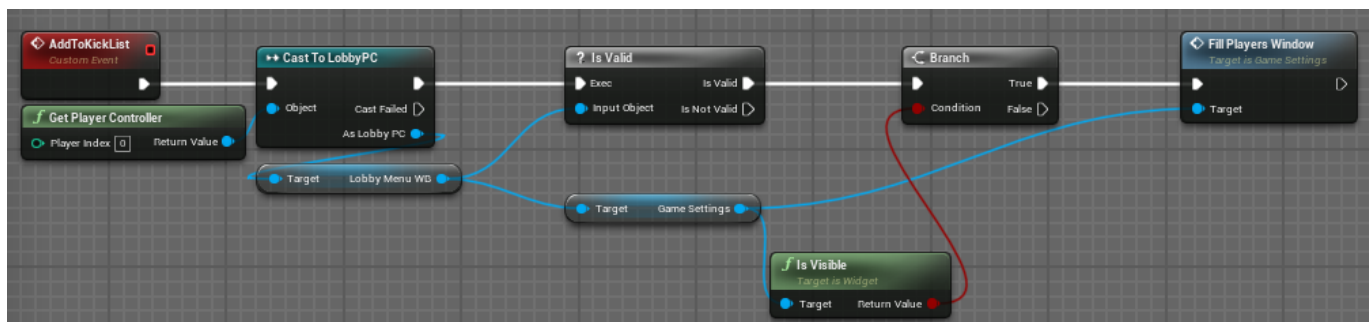 AddToKickList
Custom Event
Get Player Controller
Player Index 0
Return Value
Cast To LobbyPC
Object
Cast Failed
As Lobby PC
Target
Lobby Menu WB
? Is Valid
Exec
Is Valid
Input Object
Is Not Valid
Target
Game Settings
Is Visible
Target is Widget
Target
Return Value
Branch
True
Condition
False
Fill Players Window
Target is Game Settings
Target